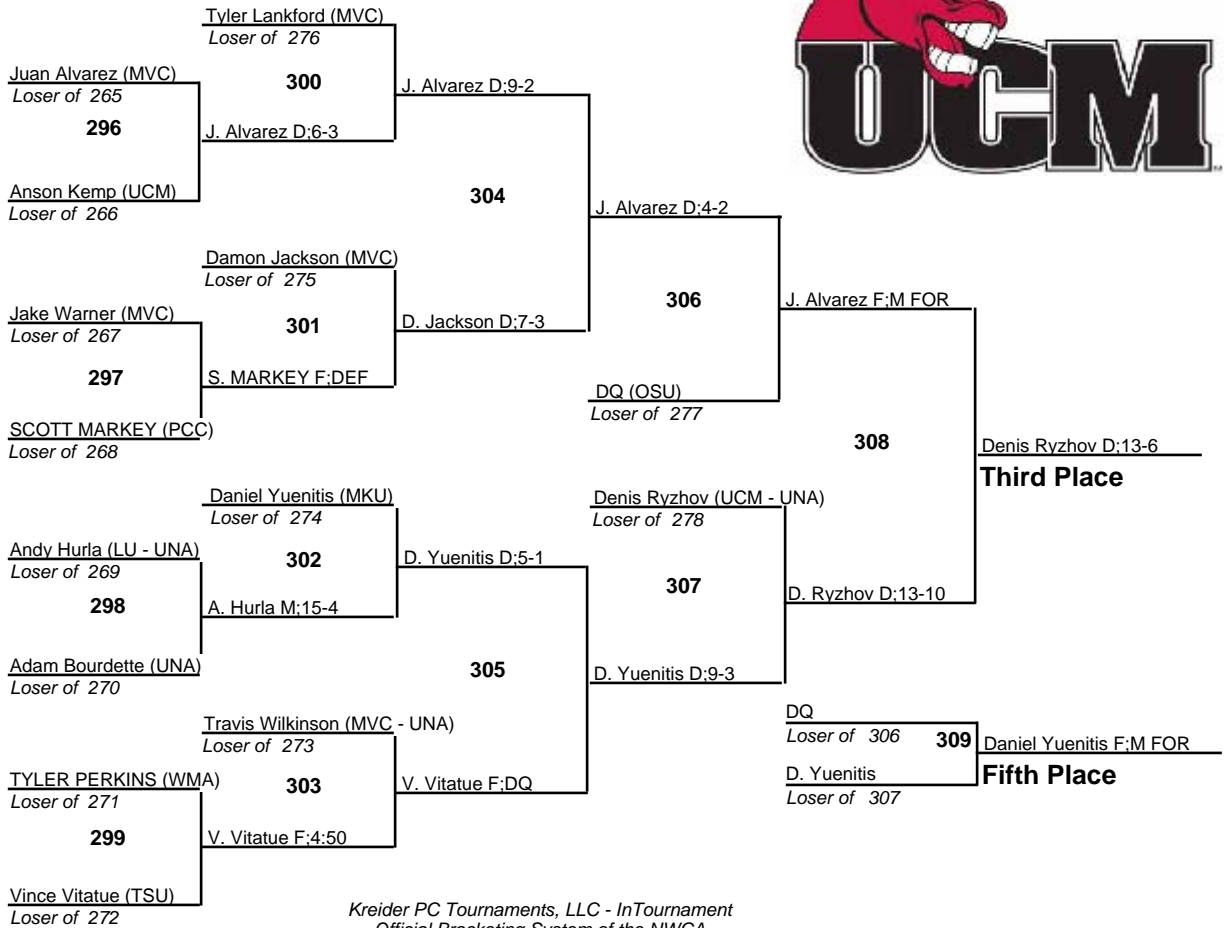 Tyler Lankford (MVC)
Loser of 276
Juan Alvarez (MVC)
Loser of 265
300
J. Alvarez D;9-2
296
J. Alvarez D;6-3
Anson Kemp (UCM)
Loser of 266
304
J. Alvarez D;4-2
Damon Jackson (MVC)
Loser of 275
Jake Warner (MVC)
Loser of 267
301
D. Jackson D;7-3
306
J. Alvarez F;M FOR
297
S. MARKEY F;DEF
DQ (OSU)
Loser of 277
SCOTT MARKEY (PCC)
Loser of 268
308
Denis Ryzhov D;13-6
Third Place
Daniel Yuenitis (MKU)
Loser of 274
Denis Ryzhov (UCM - UNA)
Loser of 278
Andy Hurla (LU - UNA)
Loser of 269
302
D. Yuenitis D;5-1
307
D. Ryzhov D;13-10
298
A. Hurla M;15-4
Adam Bourdette (UNA)
Loser of 270
305
D. Yuenitis D;9-3
Travis Wilkinson (MVC - UNA)
Loser of 273
DQ
Loser of 306
309
Daniel Yuenitis F;M FOR
Fifth Place
D. Yuenitis
Loser of 307
TYLER PERKINS (WMA)
Loser of 271
303
V. Vitatue F;DQ
299
V. Vitatue F;4:50
Vince Vitatue (TSU)
Loser of 272
Kreider PC Tournaments, LLC - InTournament
Official Bracketing System of the NWCA
UCM